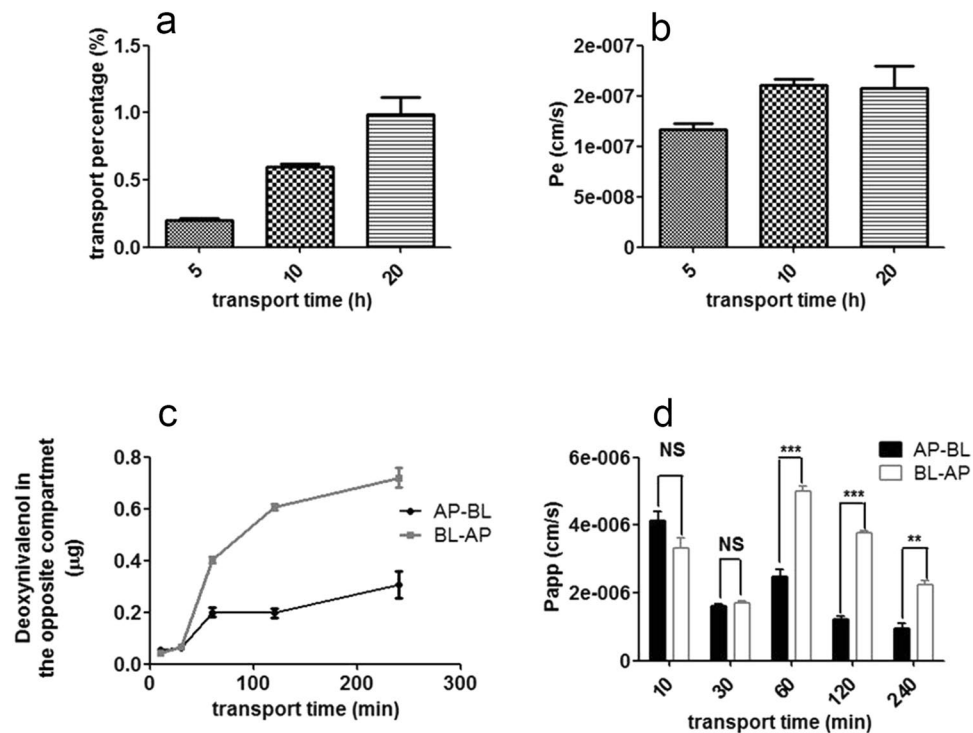 a
transport percentage (%)
1.5
1.0
0.5
0.0
5
10
20
transport time (h)
b
Pe (cm/s)
2e-007
2e-007
1e-007
5e-008
0
5
10
20
transport time (h)
c
Deoxynivalenol in
the opposite compartmet
(µg)
0.8
0.6
0.4
0.2
0.0
AP-BL
BL-AP
0
100
200
300
transport time (min)
d
Papp (cm/s)
6e-006
4e-006
2e-006
0
NS
NS
***
***
**
AP-BL
BL-AP
10
30
60
120
240
transport time (min)